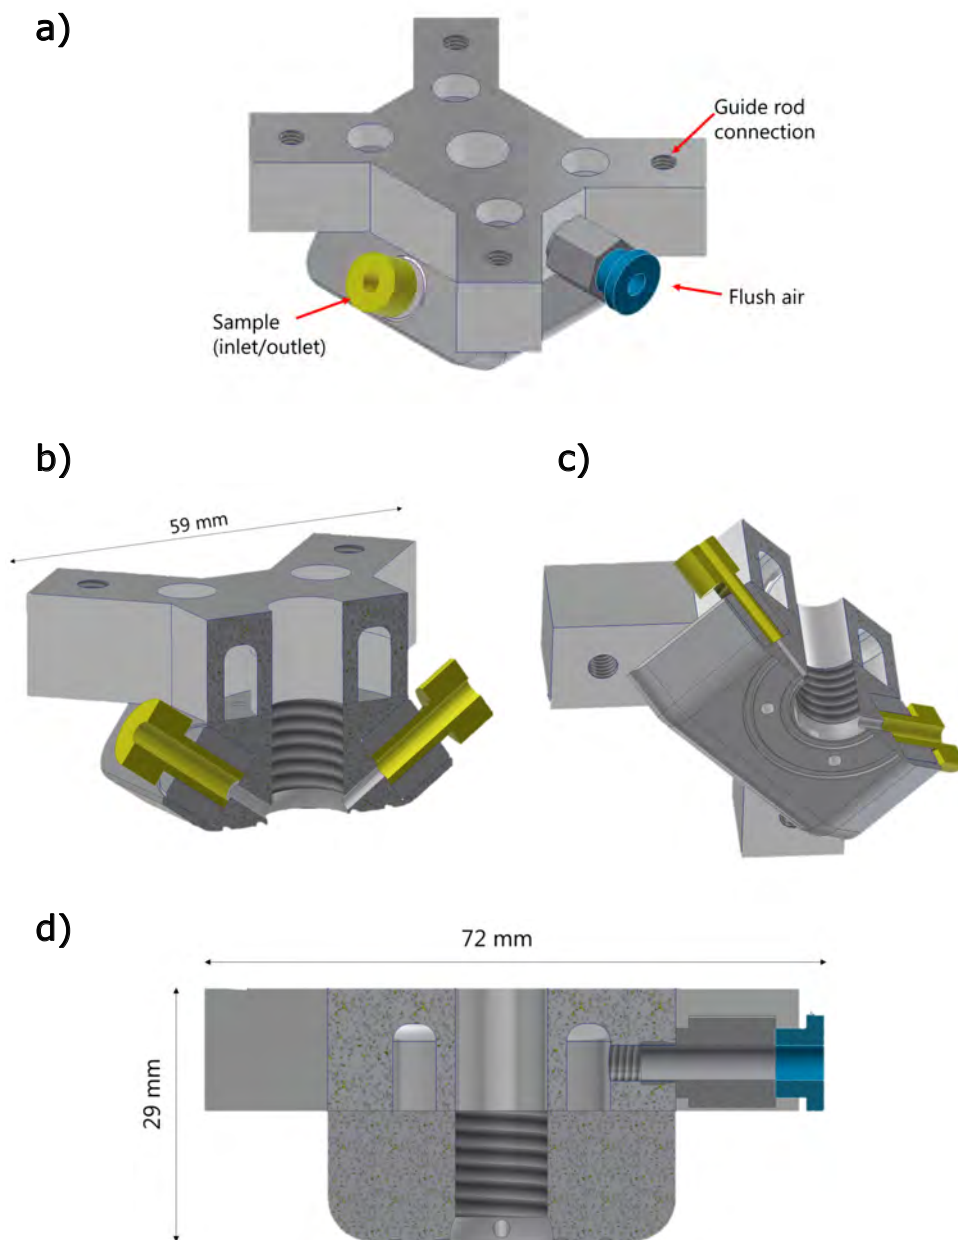 a)
Guide rod
connection
Flush air
Sample
(inlet/outlet)
b)
c)
59 mm
d)
72 mm
29 mm